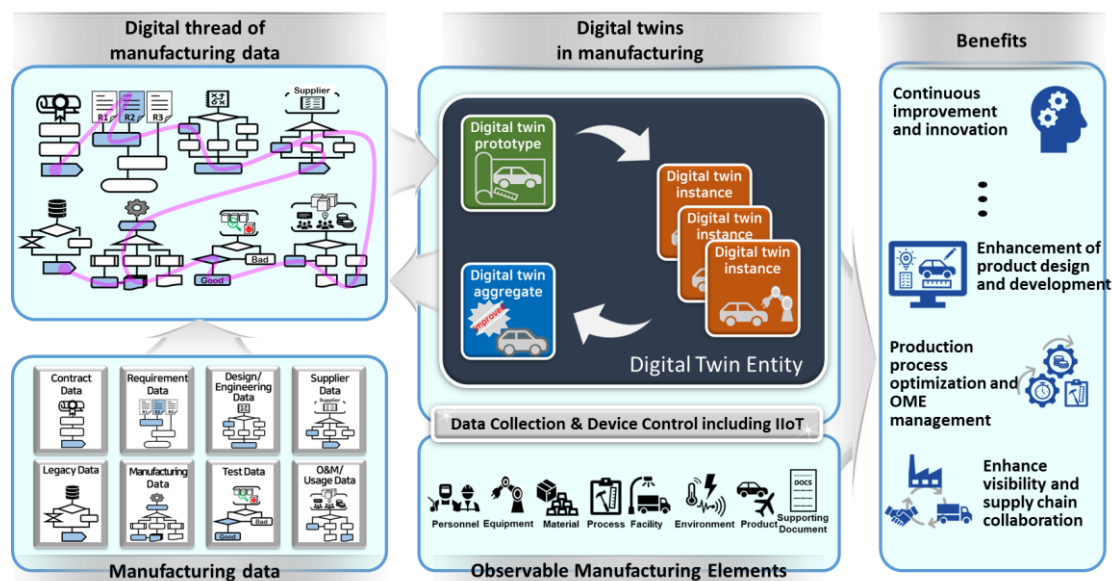 Digital thread of
manufacturing data
Supplier
R1 R2 R3
Bad
Good
Contract
Data
Requirement
Data
Design/
Engineering
Data
Supplier
Data
Supplier
R1 R2 R3
Legacy Data
Manufacturing
Data
Test Data
O&M/
Usage Data
Bad
Good
Manufacturing data
Digital twins
in manufacturing
Digital twin
prototype
Digital twin
instance
Digital twin
instance
Digital twin
instance
Digital twin
aggregate
Improved
Digital Twin Entity
Data Collection & Device Control including IIoT
DOCS
Personnel
Equipment
Material
Process
Facility
Environment
Product
Supporting
Document
Observable Manufacturing Elements
Benefits
Continuous
improvement
and innovation
Enhancement of
product design
and development
Production
process
optimization and
OME
management
Enhance
visibility and
supply chain
collaboration